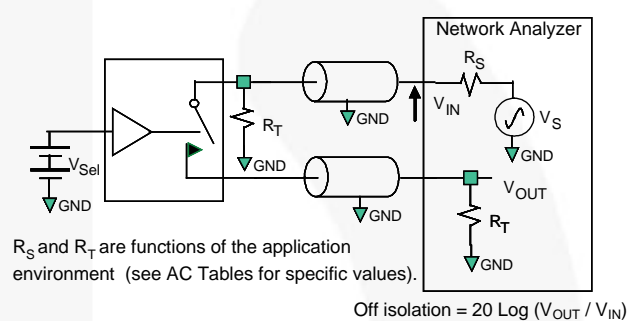 Network Analyzer
R_S
V_IN
V_S
GND
GND
R_T
GND
V_Sel
GND
V_OUT
GND
R_T
GND
R_S and R_T are functions of the application
environment (see AC Tables for specific values).
Off isolation = 20 Log (V_OUT / V_IN)